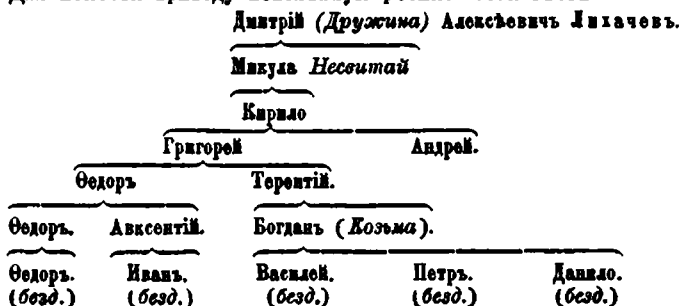 Дмитрій (Дружина) Алексѣевичъ Лихачевъ.
Микула Несвитай
Кирило
Григорей Андрей.
Ѳедоръ Терентій.
Ѳедоръ. Авксентій. Богданъ (Козьма).
Ѳедоръ. Иванъ. Василей. Петръ. Данило.
(безд.) (безд.) (безд.) (безд.) (безд.)